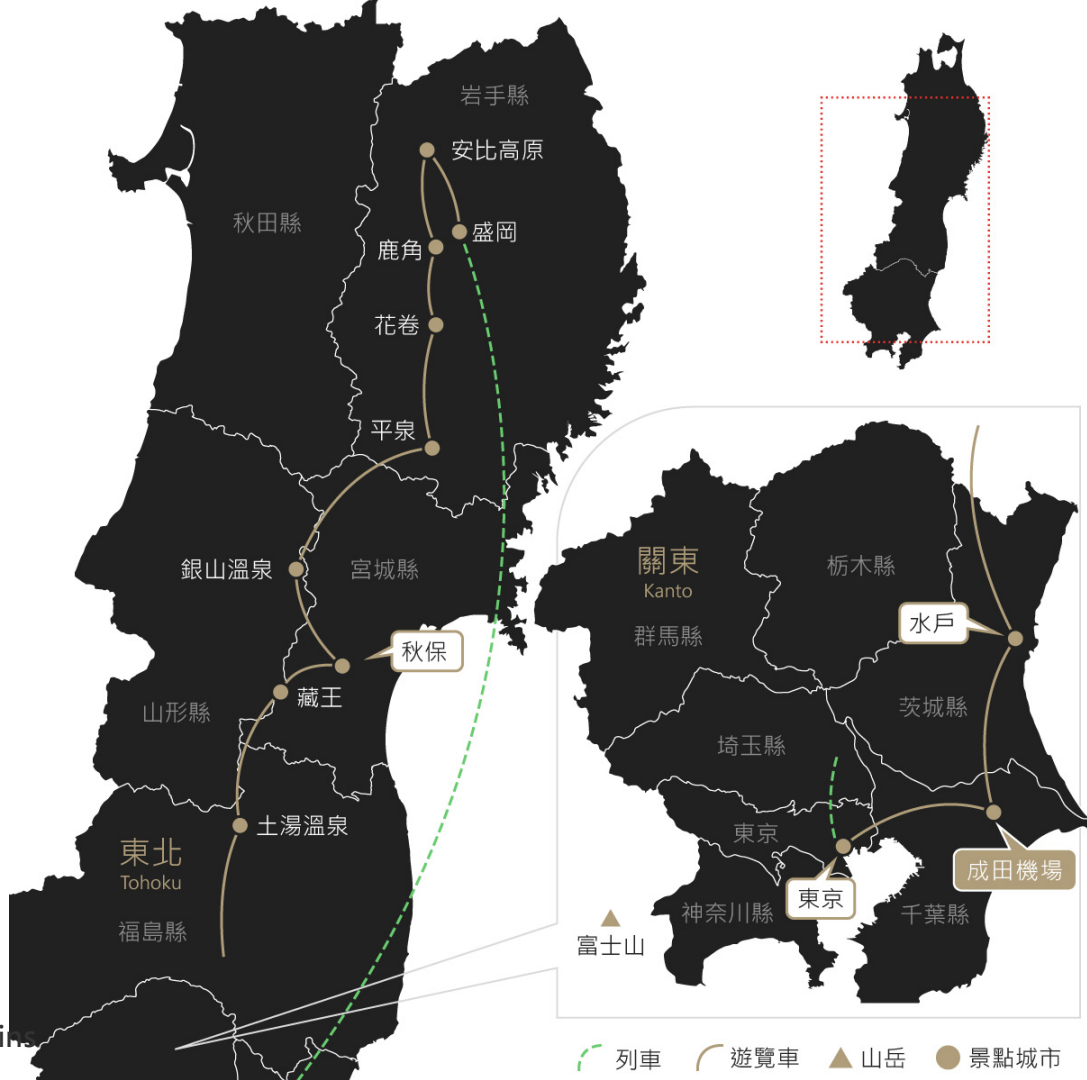 岩手縣
安比高原
秋田縣
盛岡
鹿角
花卷
平泉
銀山溫泉
宮城縣
秋保
藏王
山形縣
土湯溫泉
東北
Tohoku
福島縣
ins
關東
Kanto
栃木縣
群馬縣
水戶
茨城縣
埼玉縣
東京
成田機場
東京
神奈川縣
千葉縣
富士山
列車
遊覽車
山岳
景點城市